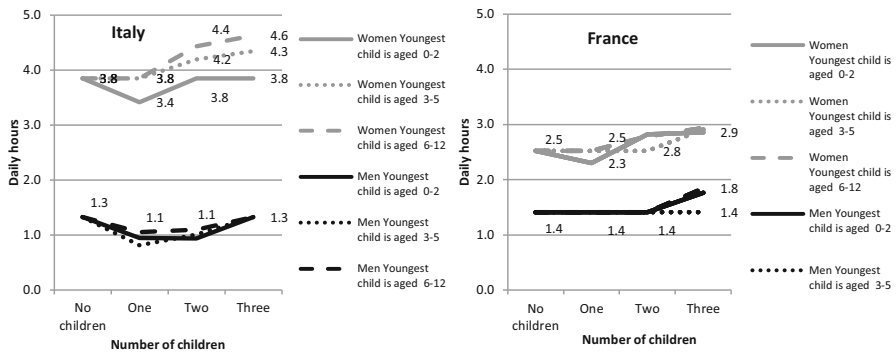 Italy
5.0
4.0
3.0
2.0
1.0
0.0
Daily hours
3.8
3.8
3.4
4.4
4.2
3.8
4.6
4.3
3.8
1.3
1.1
1.1
1.3
No
children
One
Two
Three
Number of children
Women Youngest
child is aged 0-2
Women Youngest
child is aged 3-5
Women Youngest
child is aged
6-12
Men Youngest
child is aged 0-2
Men Youngest
child is aged 3-5
Men Youngest
child is aged 6-12
France
5.0
4.0
3.0
2.0
1.0
0.0
Daily hours
2.5
2.5
2.3
2.8
2.9
1.8
1.4
1.4
1.4
1.4
No
children
One
Two
Three
Number of children
Women
Youngest child is
aged
0-2
Women
Youngest child is
aged
3-5
Women
Youngest child is
aged
6-12
Men Youngest
child is aged 0-2
Men Youngest
child is aged 3-5